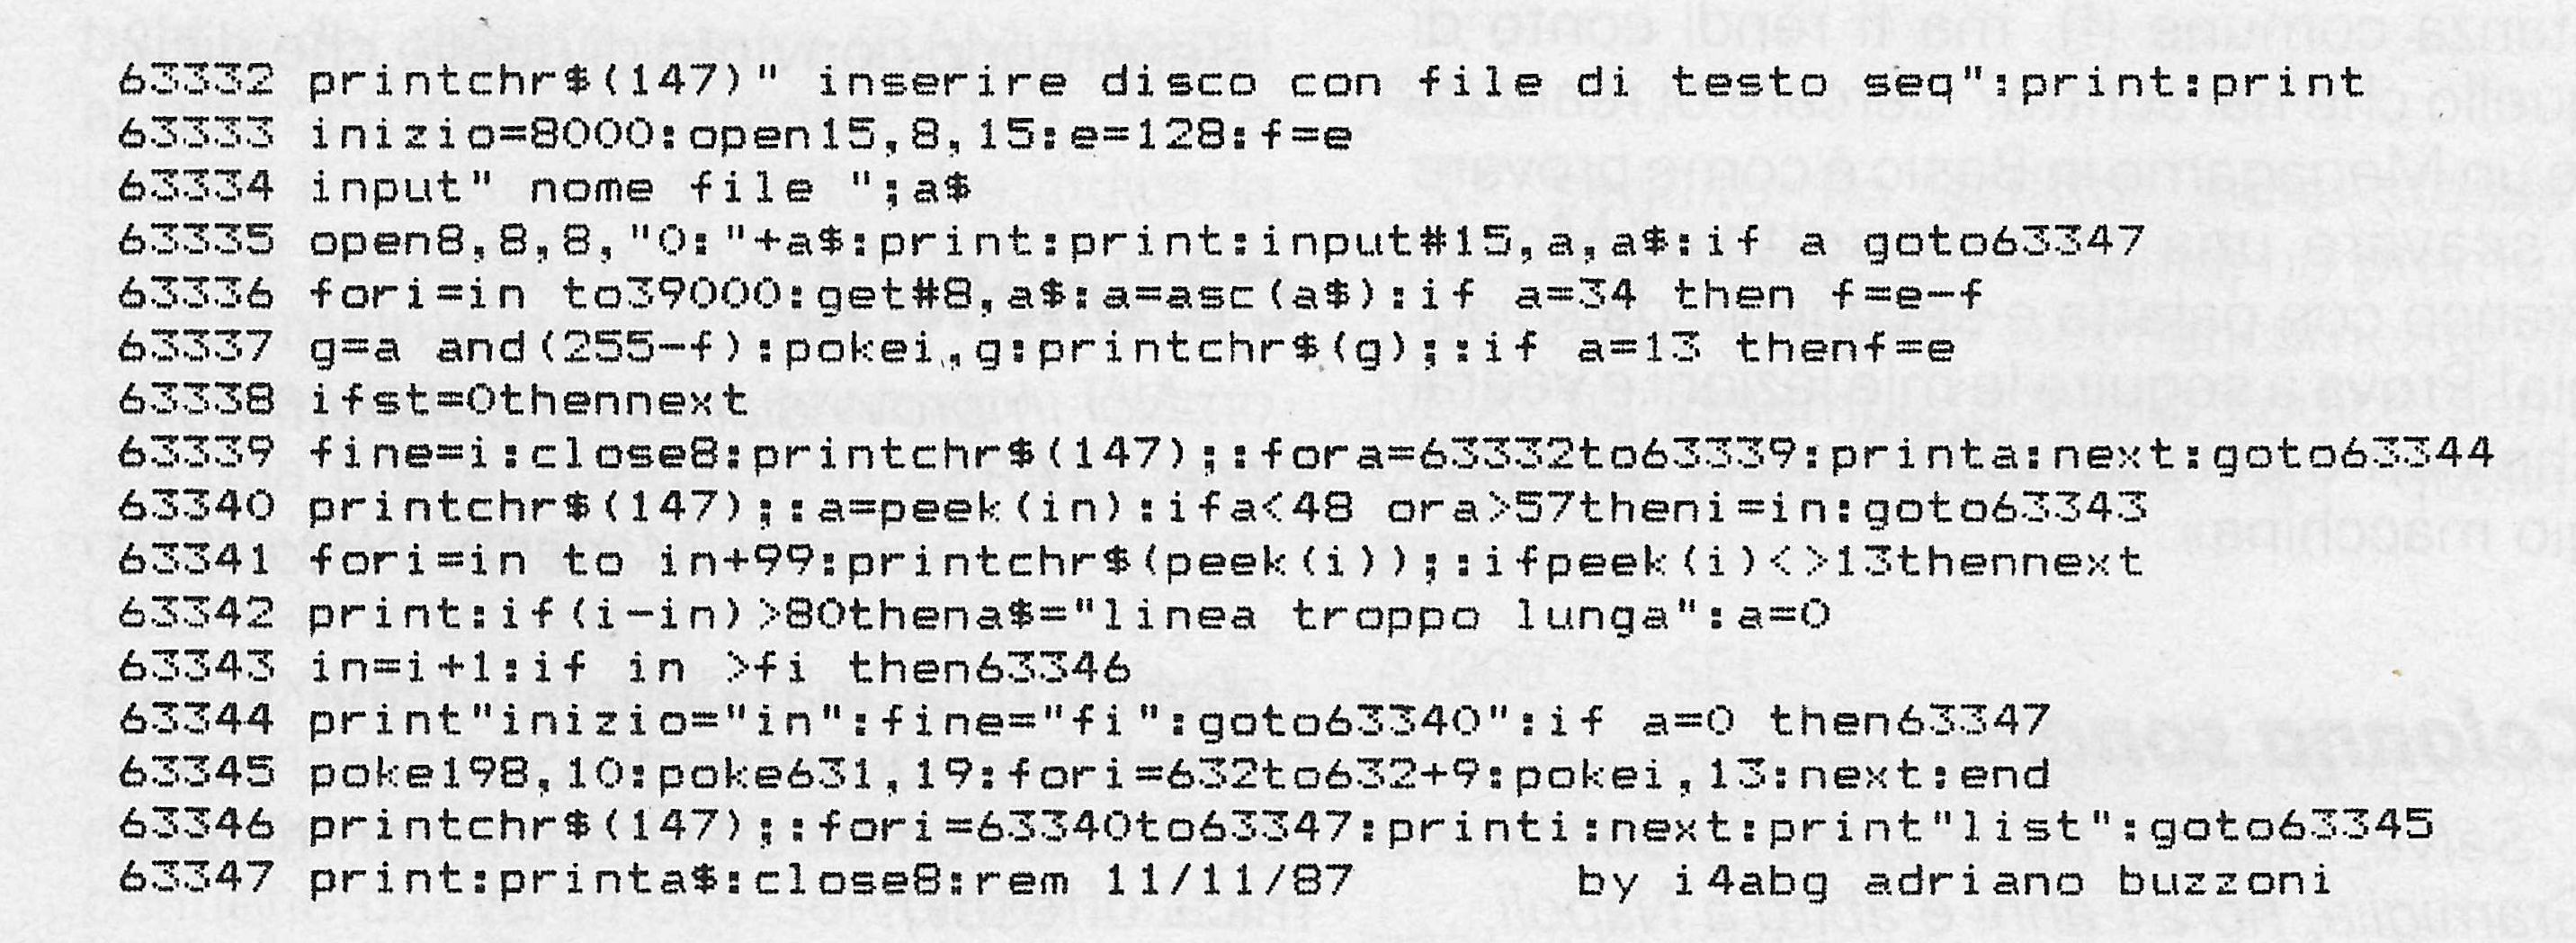 63332 printchr$(147)" inserire disco con file di testo seq":print:print
63333 inizio=8000:open15,8,15:e=128:f=e
63334 input" nome file ";a$
63335 open8,8,8,"0:"+a$:print:print:input#15,a,a$:if a goto63347
63336 fori=in to39000:get#8,a$:a=asc(a$):if a=34 then f=e-f
63337 g=a and(255-f):pokei,g:printchr$(g);:if a=13 thenf=e
63338 ifst=0thennext
63339 fine=i:close8:printchr$(147);:fora=63332to63339:printa:next:goto63344
63340 printchr$(147);:a=peek(in):ifa<48 ora>57theni=in:goto63343
63341 fori=in to in+99:printchr$(peek(i));:ifpeek(i)<>13thennext
63342 print:if(i-in)>80thena$="linea troppo lunga":a=0
63343 in=i+1:if in >fi then63346
63344 print"inizio="in":fine="fi":goto63340":if a=0 then63347
63345 poke198,10:poke631,19:fori=632to632+9:pokei,13:next:end
63346 printchr$(147);:fori=63340to63347:printi:next:print"list":goto63345
63347 print:printa$:close8:rem 11/11/87       by i4abg adriano buzzoni